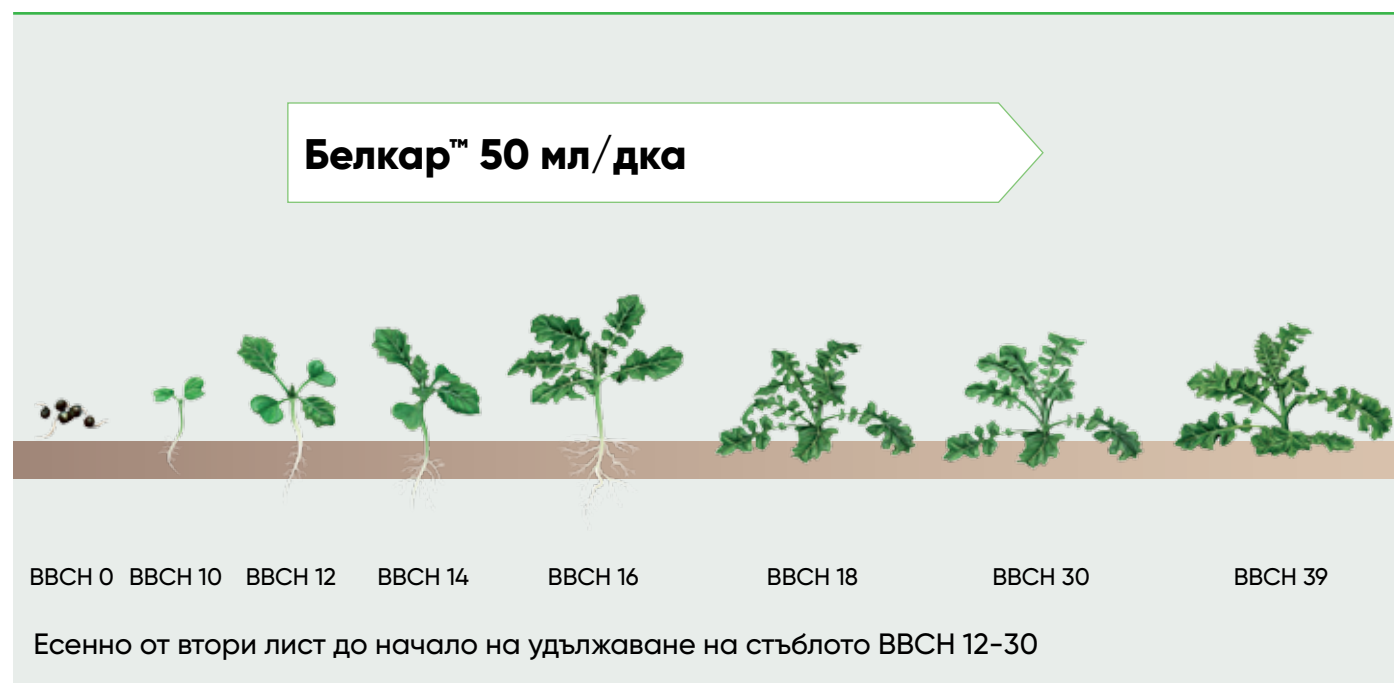 Белкар™ 50 мл/дка
BBCH 0 BBCH 10 BBCH 12 BBCH 14 BBCH 16 BBCH 18 BBCH 30 BBCH 39
Есенно от втори лист до начало на удължаване на стъблото BBCH 12-30